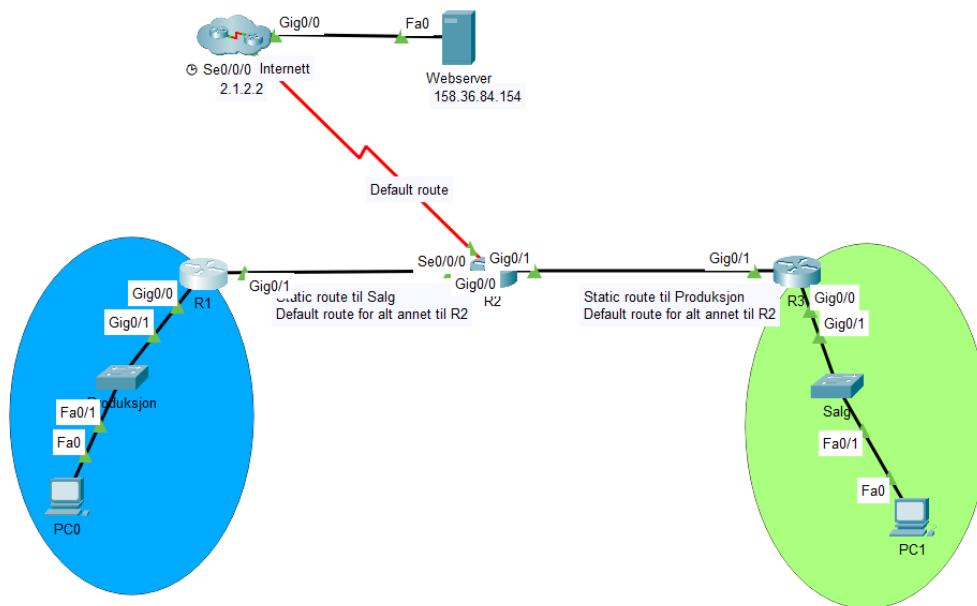 Gig0/0
Fa0
Se0/0/0 Internett
2.1.2.2
Webserver
158.36.84.154
Default route
R1
Gig0/1
Gig0/0
Gig0/1
Produksjon
Fa0/1
Fa0
PC0
Static route til Salg
Default route for alt annet til R2
Se0/0/0
Gig0/1
Gig0/0
R2
Static route til Produksjon
Default route for alt annet til R2
Gig0/1
R3
Gig0/0
Gig0/1
Salg
Fa0/1
Fa0
PC1